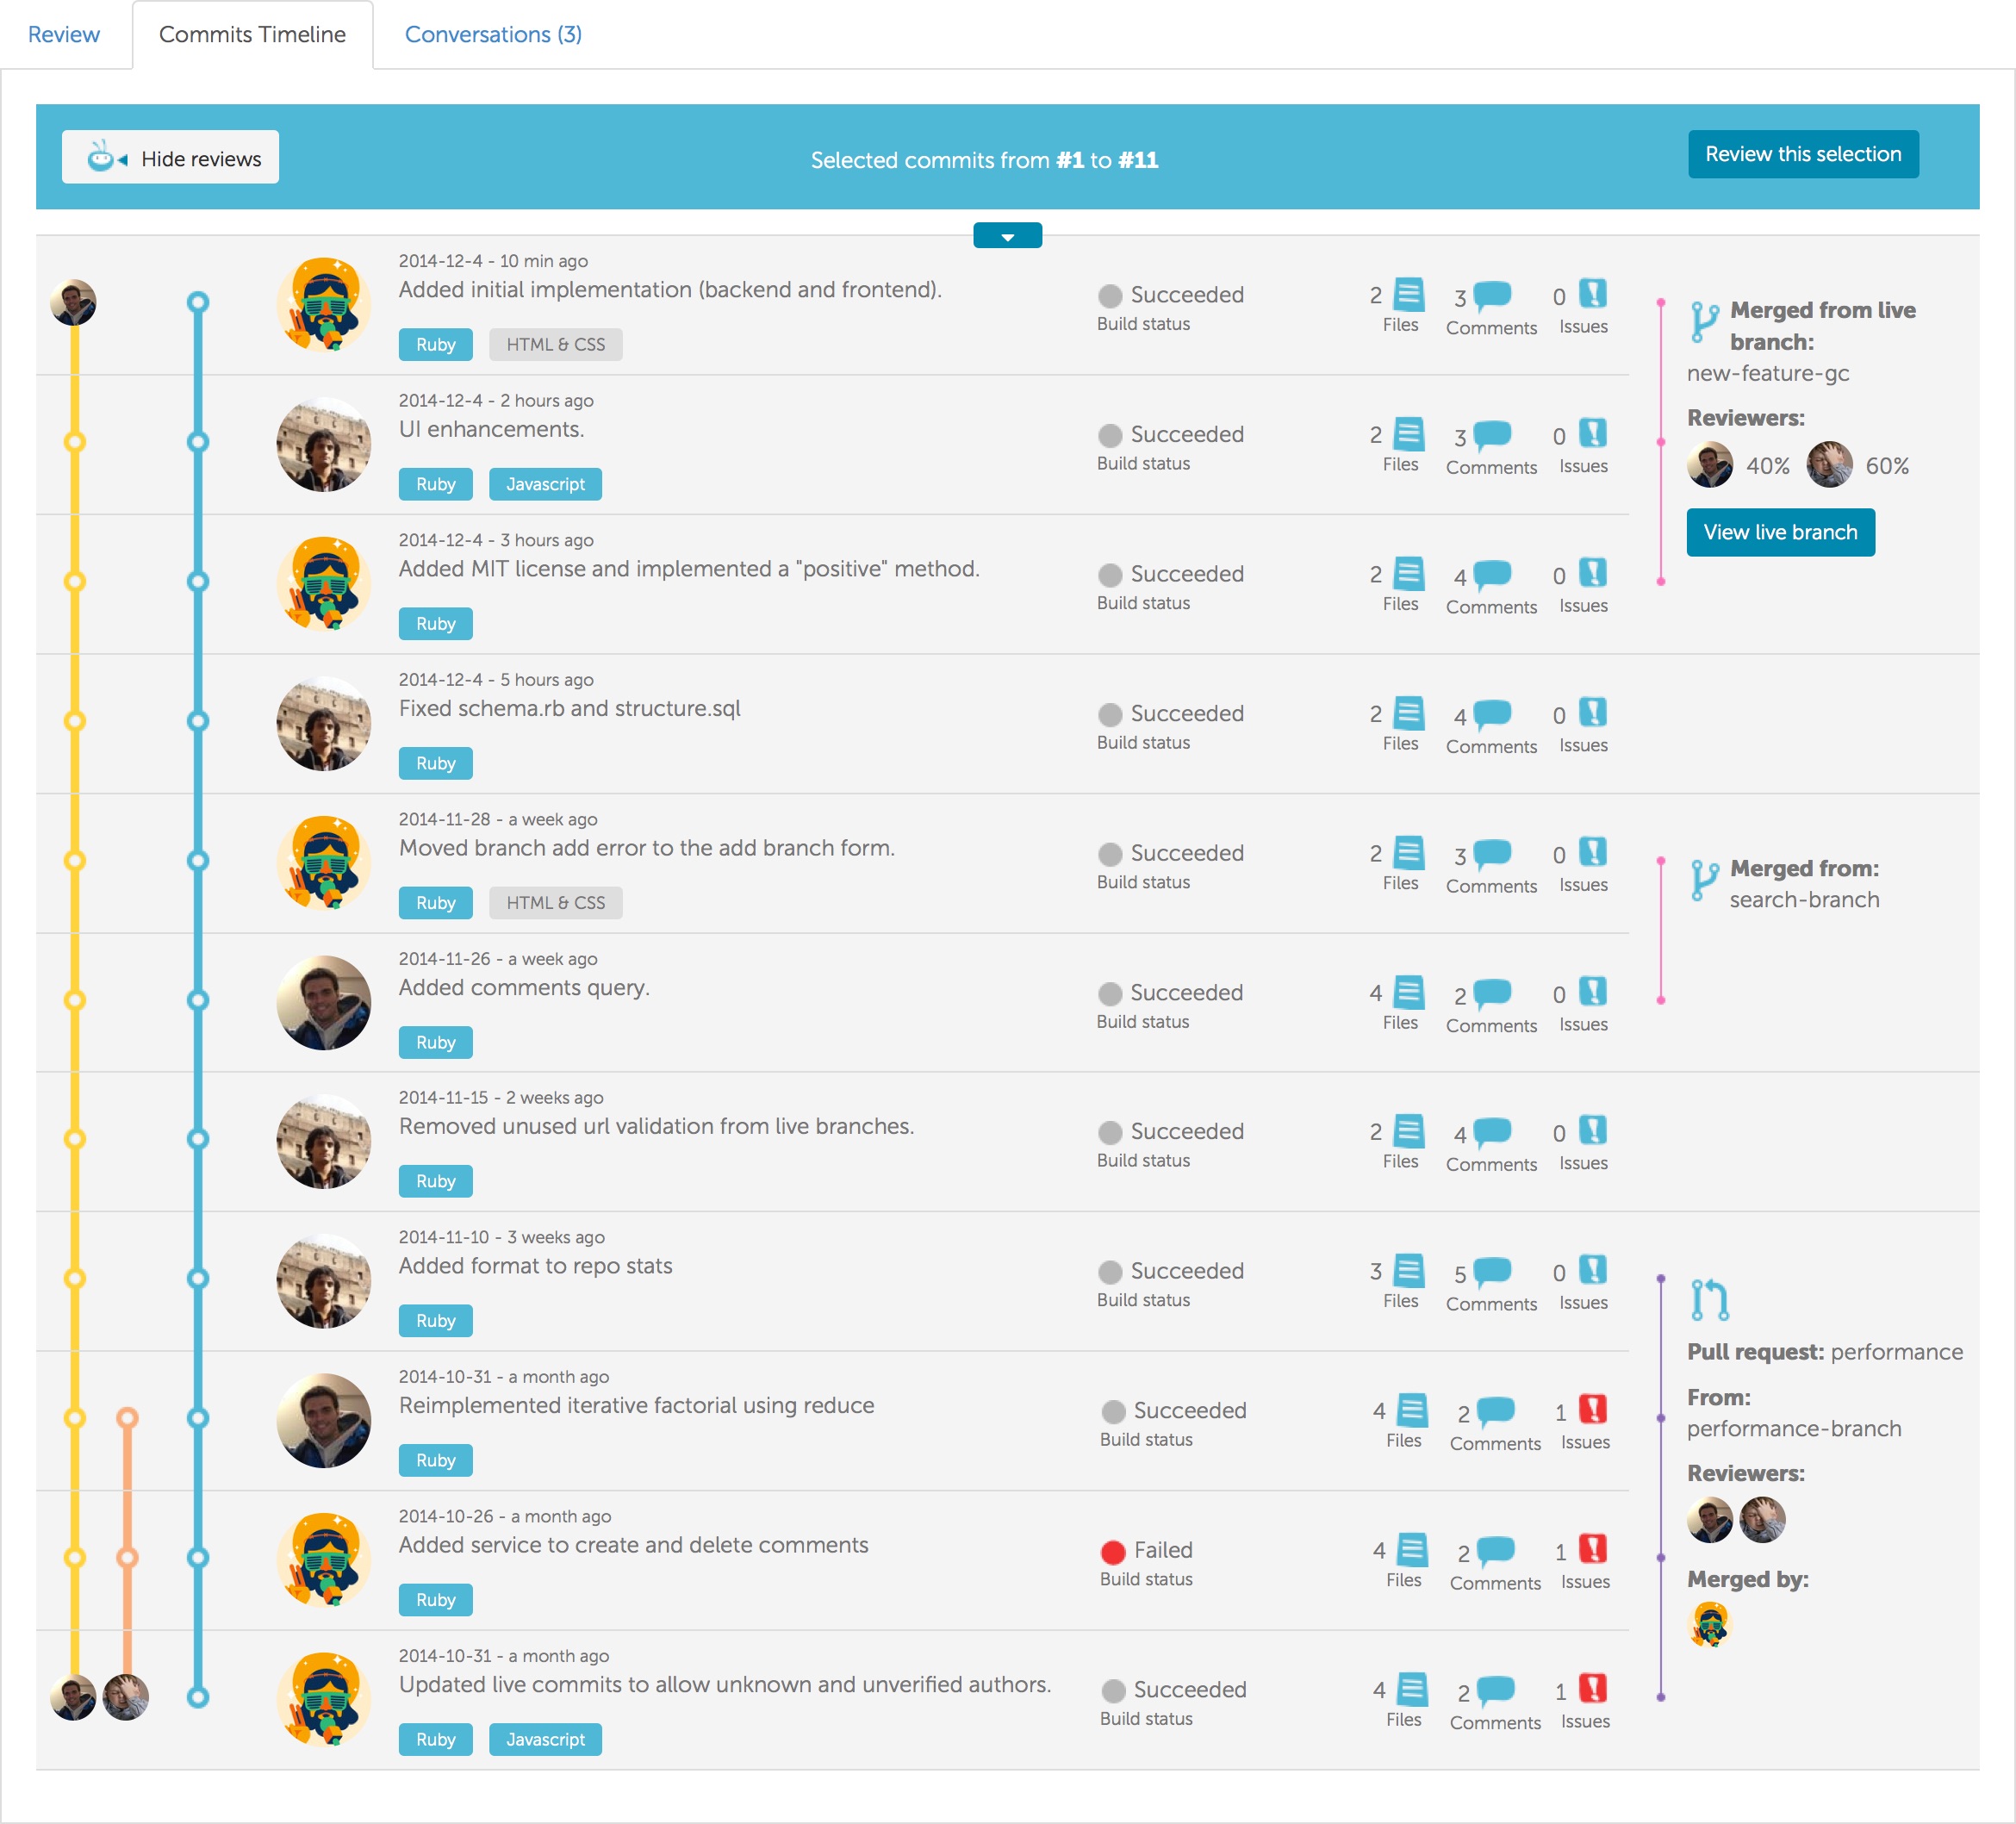 Review
Commits Timeline
Conversations (3)
Hide reviews
Selected commits from #1 to #11
Review this selection
2014-12-4 - 10 min ago
Added initial implementation (backend and frontend).
Ruby
HTML & CSS
Succeeded
Build status
2
Files
3
Comments
0
Issues
Merged from live
branch:
new-feature-gc
Reviewers:
40%
60%
View live branch
2014-12-4 - 2 hours ago
UI enhancements.
Ruby
Javascript
Succeeded
Build status
2
Files
3
Comments
0
Issues
2014-12-4 - 3 hours ago
Added MIT license and implemented a "positive" method.
Ruby
Succeeded
Build status
2
Files
4
Comments
0
Issues
2014-12-4 - 5 hours ago
Fixed schema.rb and structure.sql
Ruby
Succeeded
Build status
2
Files
4
Comments
0
Issues
2014-11-28 - a week ago
Moved branch add error to the add branch form.
Ruby
HTML & CSS
Succeeded
Build status
2
Files
3
Comments
0
Issues
Merged from:
search-branch
2014-11-26 - a week ago
Added comments query.
Ruby
Succeeded
Build status
4
Files
2
Comments
0
Issues
2014-11-15 - 2 weeks ago
Removed unused url validation from live branches.
Ruby
Succeeded
Build status
2
Files
4
Comments
0
Issues
2014-11-10 - 3 weeks ago
Added format to repo stats
Ruby
Succeeded
Build status
3
Files
5
Comments
0
Issues
Pull request: performance
From:
performance-branch
Reviewers:
Merged by:
2014-10-31 - a month ago
Reimplemented iterative factorial using reduce
Ruby
Succeeded
Build status
4
Files
2
Comments
1
Issues
2014-10-26 - a month ago
Added service to create and delete comments
Ruby
Failed
Build status
4
Files
2
Comments
1
Issues
2014-10-31 - a month ago
Updated live commits to allow unknown and unverified authors.
Ruby
Javascript
Succeeded
Build status
4
Files
2
Comments
1
Issues